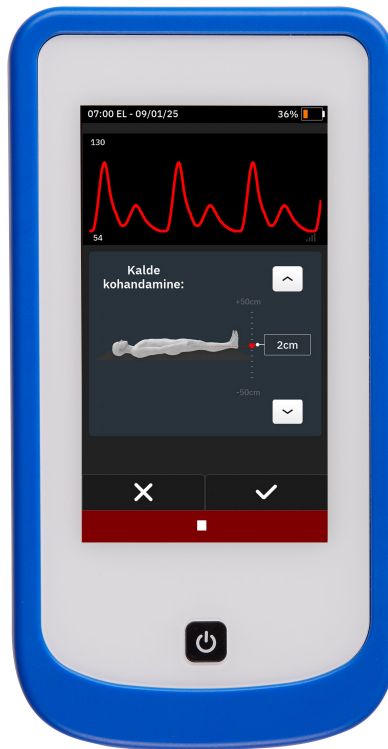 07:00 EL - 09/01/25 36%
130
54
Kalde
kohandamine:
+50cm
2cm
-50cm